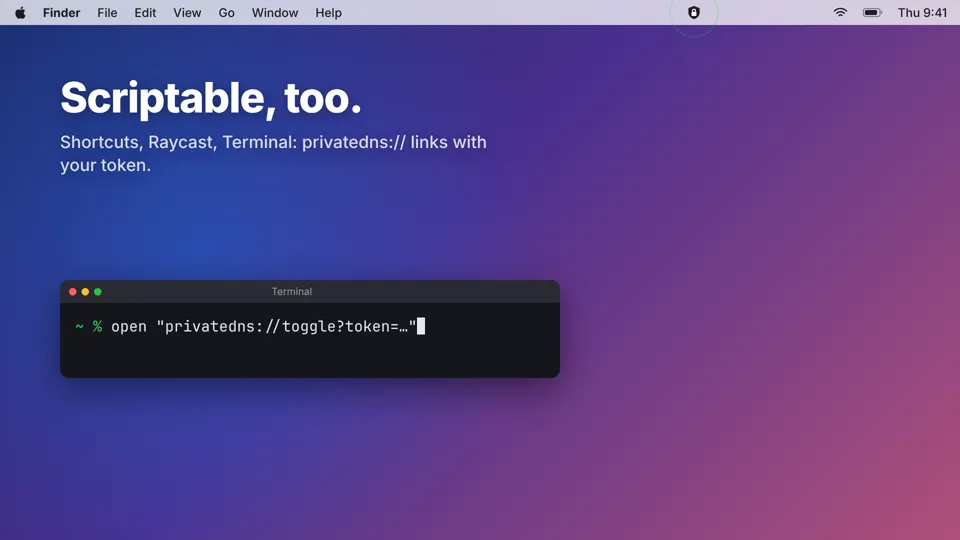 Finder File Edit View Go Window Help Thu 9:41
Scriptable, too.
Shortcuts, Raycast, Terminal: privatedns:// links with
your token.
Terminal
~ % open "privatedns://toggle?token=…"